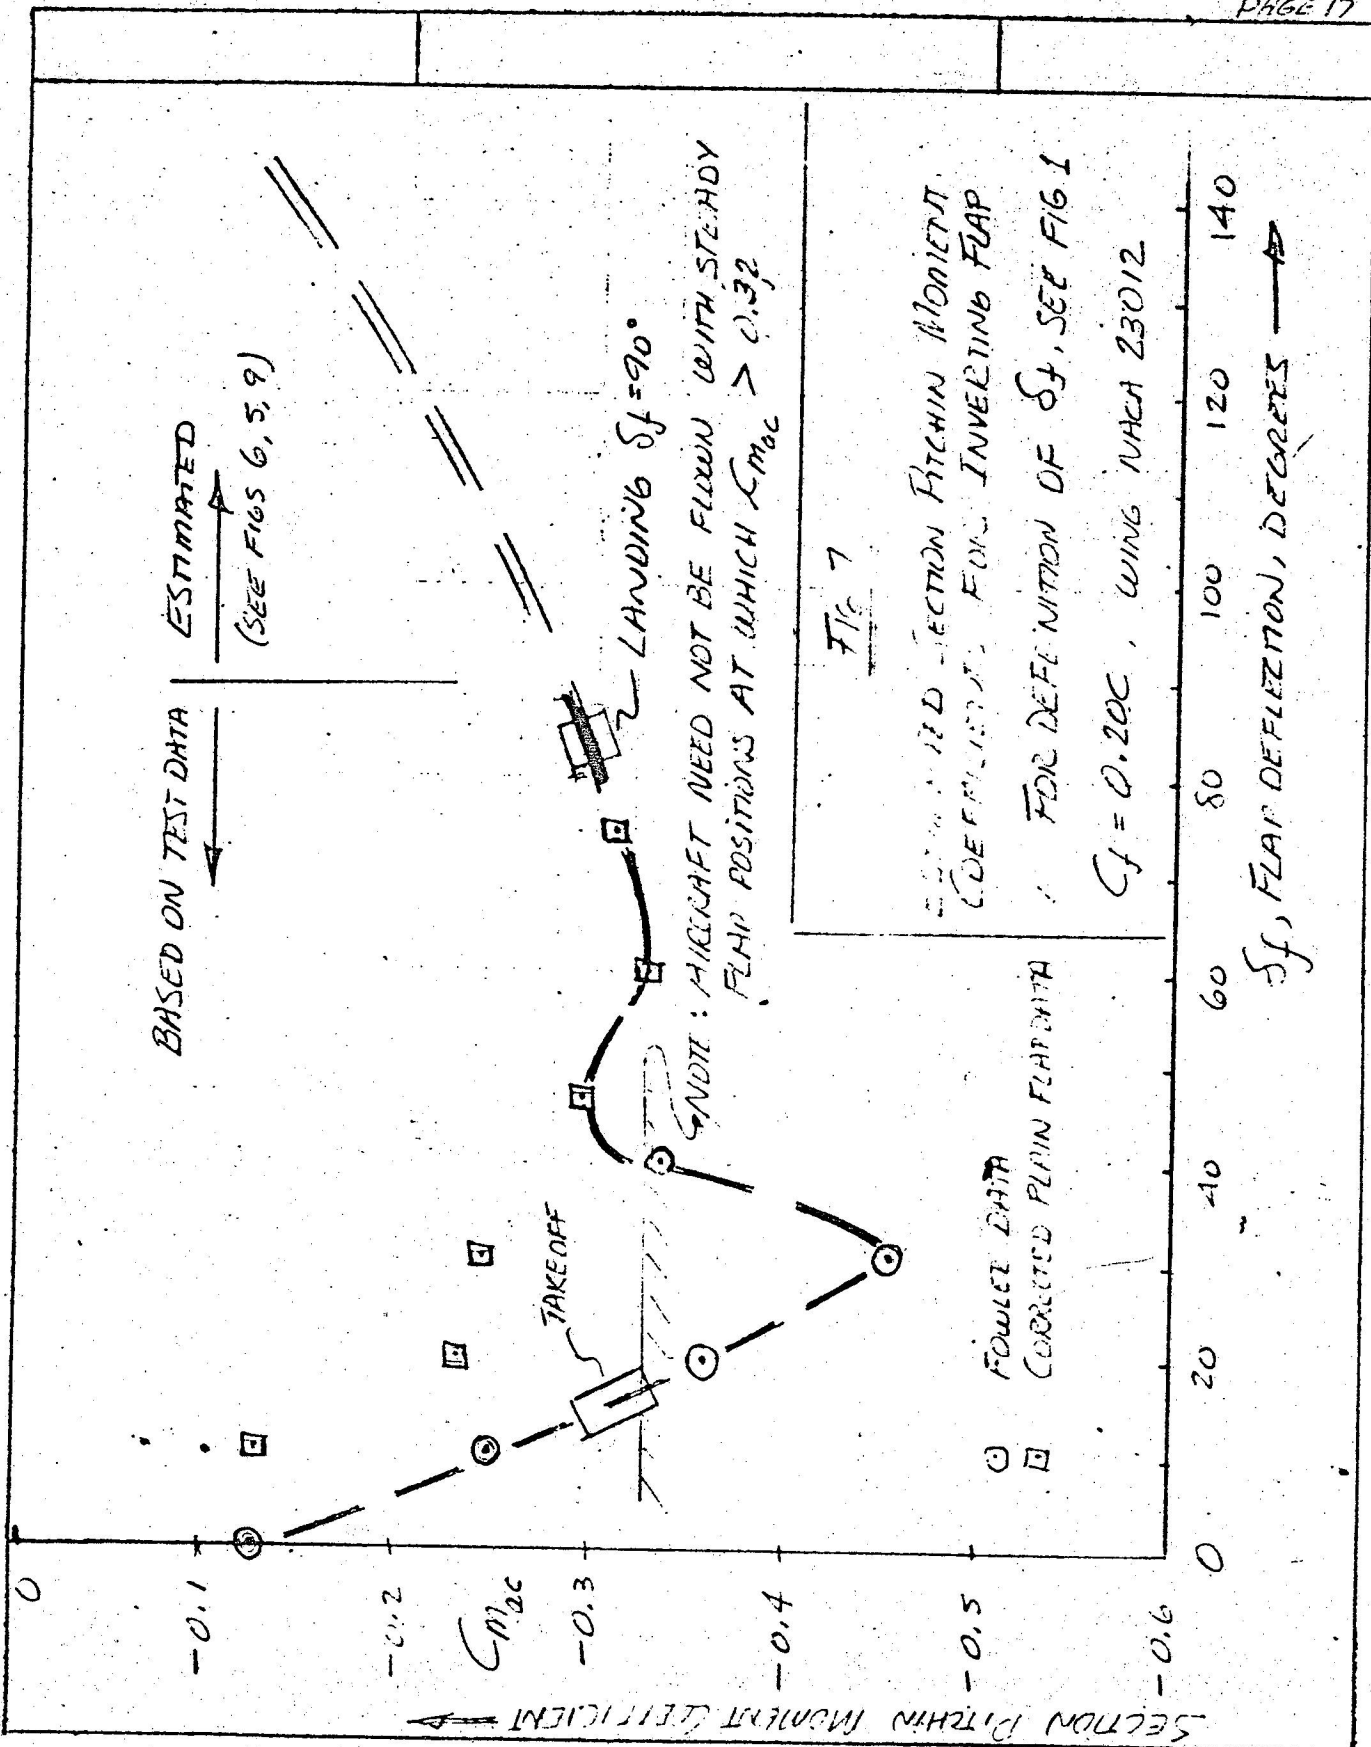 PAGE 17
BASED ON TEST DATA
ESTIMATED
(SEE FIGS 6, 5, 9)
TAKEOFF
LANDING δf = 90°
NOTE: AIRCRAFT NEED NOT BE FLOWN WITH STEADY
FLAP POSITIONS AT WHICH Cmac > 0.32
FIG 7
SECTION PITCHIN MOMENT
COEFFICIENTS FOR INVERTING FLAP
FOR DEFINITION OF δf, SEE FIG 1
Cf = 0.20C, WING NACA 23012
⊙ FOWLER DATA
⊡ CORRECTED PLAIN FLAP DATA
SECTION PITCHIN MOMENT COEFFICIENT
Cmac
0
-0.1
-0.2
-0.3
-0.4
-0.5
-0.6
0 20 40 60 80 100 120 140
δf, FLAP DEFLECTION, DEGREES